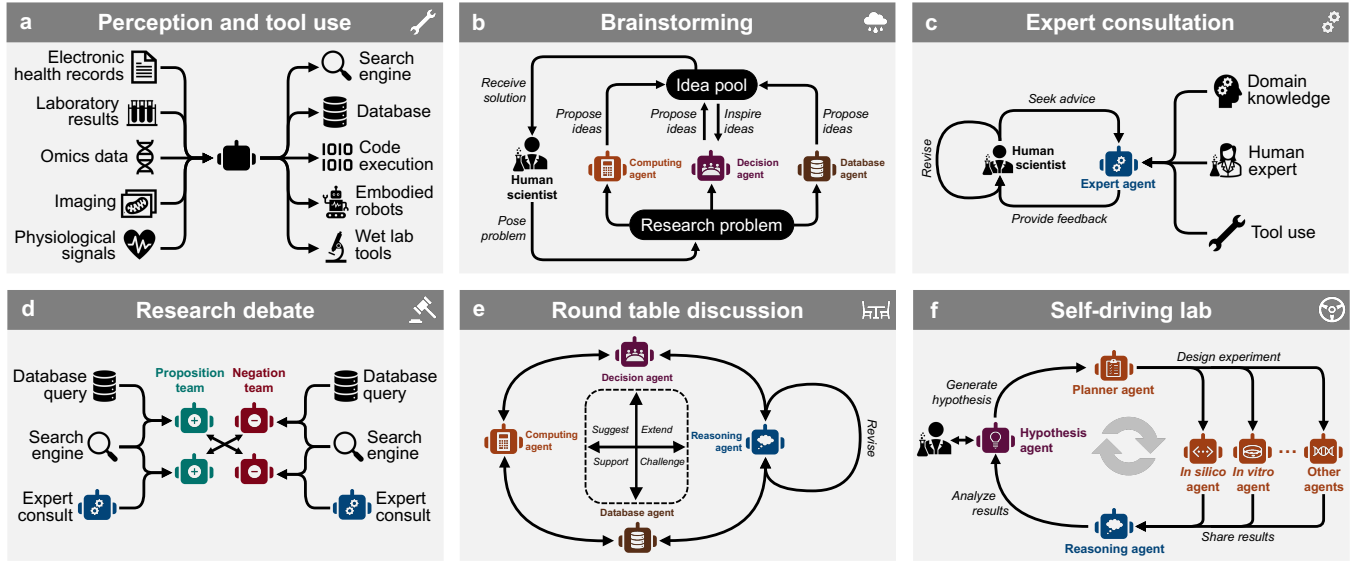 a Perception and tool use
Electronic
health records
Laboratory
results
Omics data
Imaging
Physiological
signals
Search
engine
Database
1010
1010
Code
execution
Embodied
robots
Wet lab
tools
b Brainstorming
Receive
solution
Idea pool
Propose
ideas
Propose
ideas
Inspire
ideas
Propose
ideas
Human
scientist
Computing
agent
Decision
agent
Database
agent
Pose
problem
Research problem
c Expert consultation
Seek advice
Revise
Human
scientist
Expert agent
Provide feedback
Domain
knowledge
Human
expert
Tool use
d Research debate
Database
query
Search
engine
Expert
consult
Proposition
team
Negation
team
Database
query
Search
engine
Expert
consult
e Round table discussion
Decision agent
Computing
agent
Suggest
Extend
Support
Challenge
Reasoning
agent
Revise
Database agent
f Self-driving lab
Design experiment
Planner agent
Generate
hypothesis
Hypothesis
agent
In silico
agent
In vitro
agent
...
Other
agents
Analyze
results
Reasoning agent
Share results